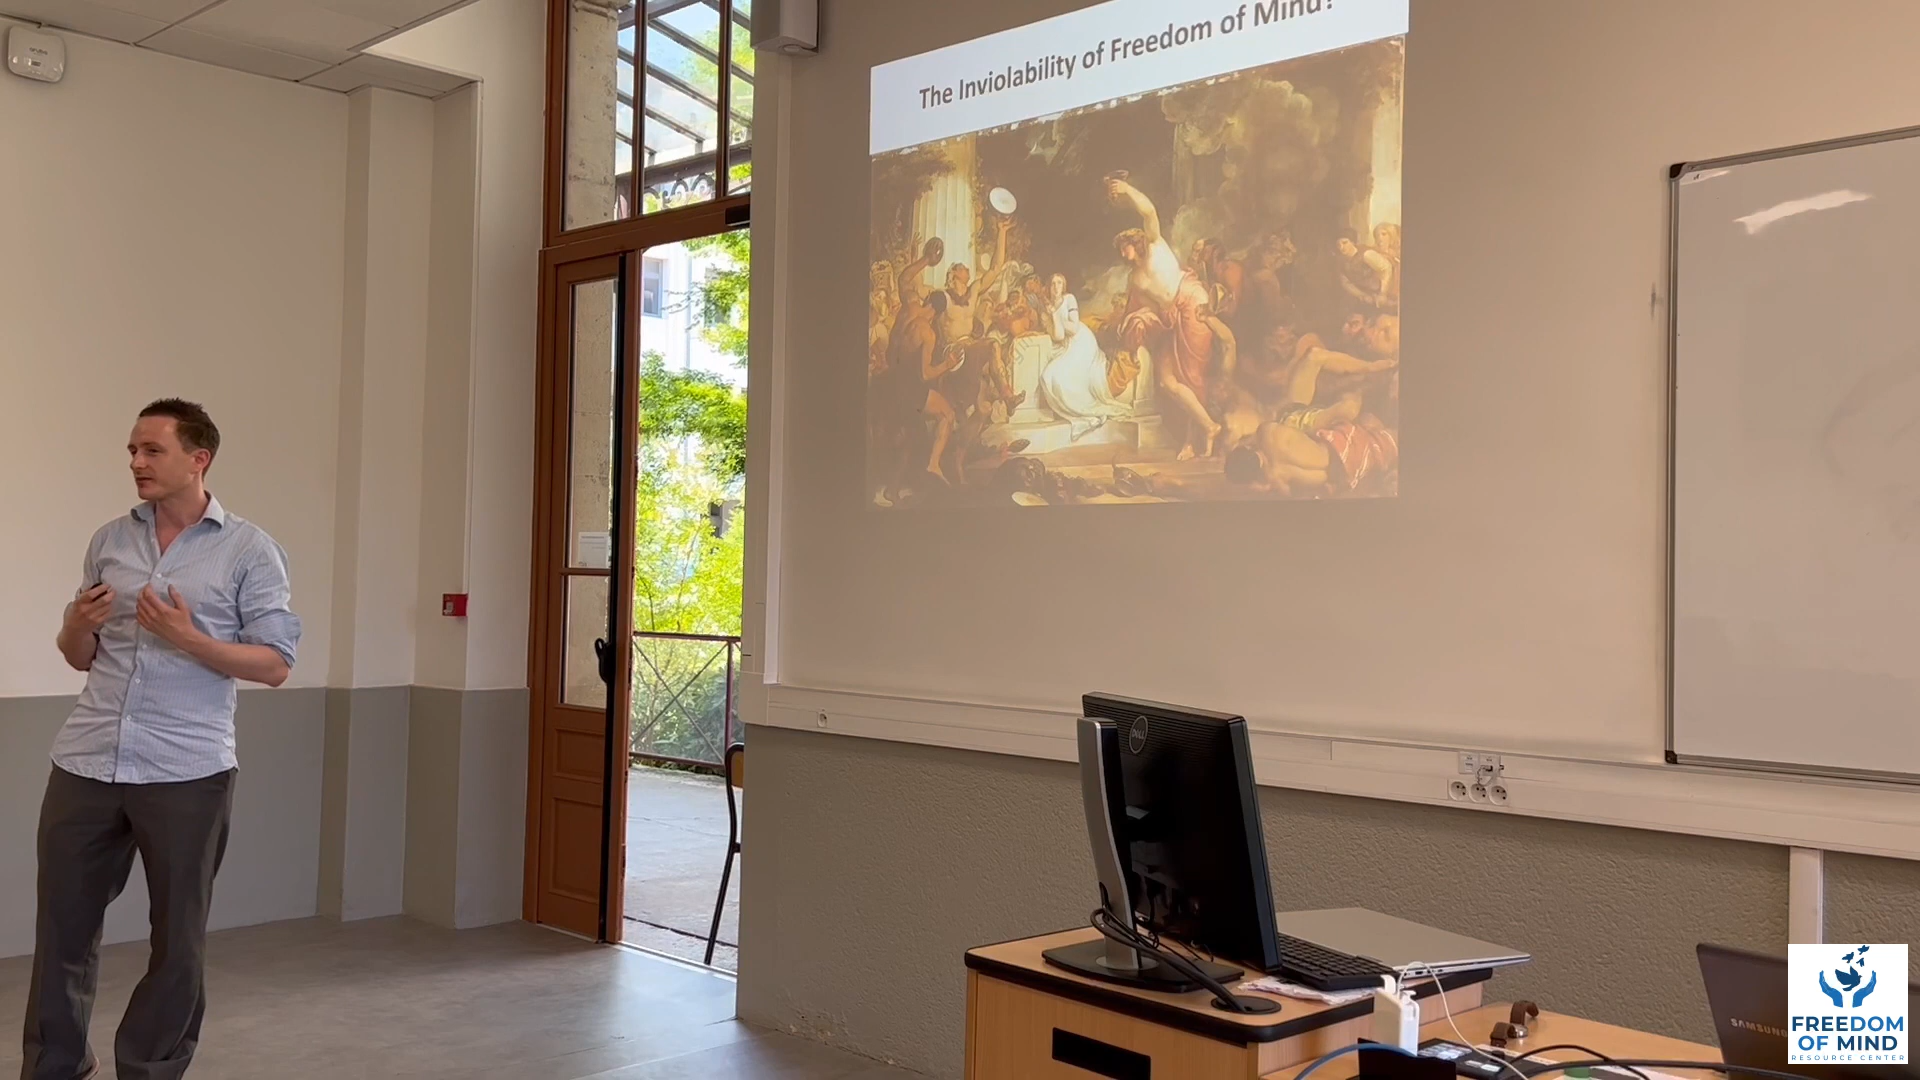 The Inviolability of Freedom of Mind?
DELL
SAMSUNG
FREEDOM
OF MIND
RESOURCE CENTER